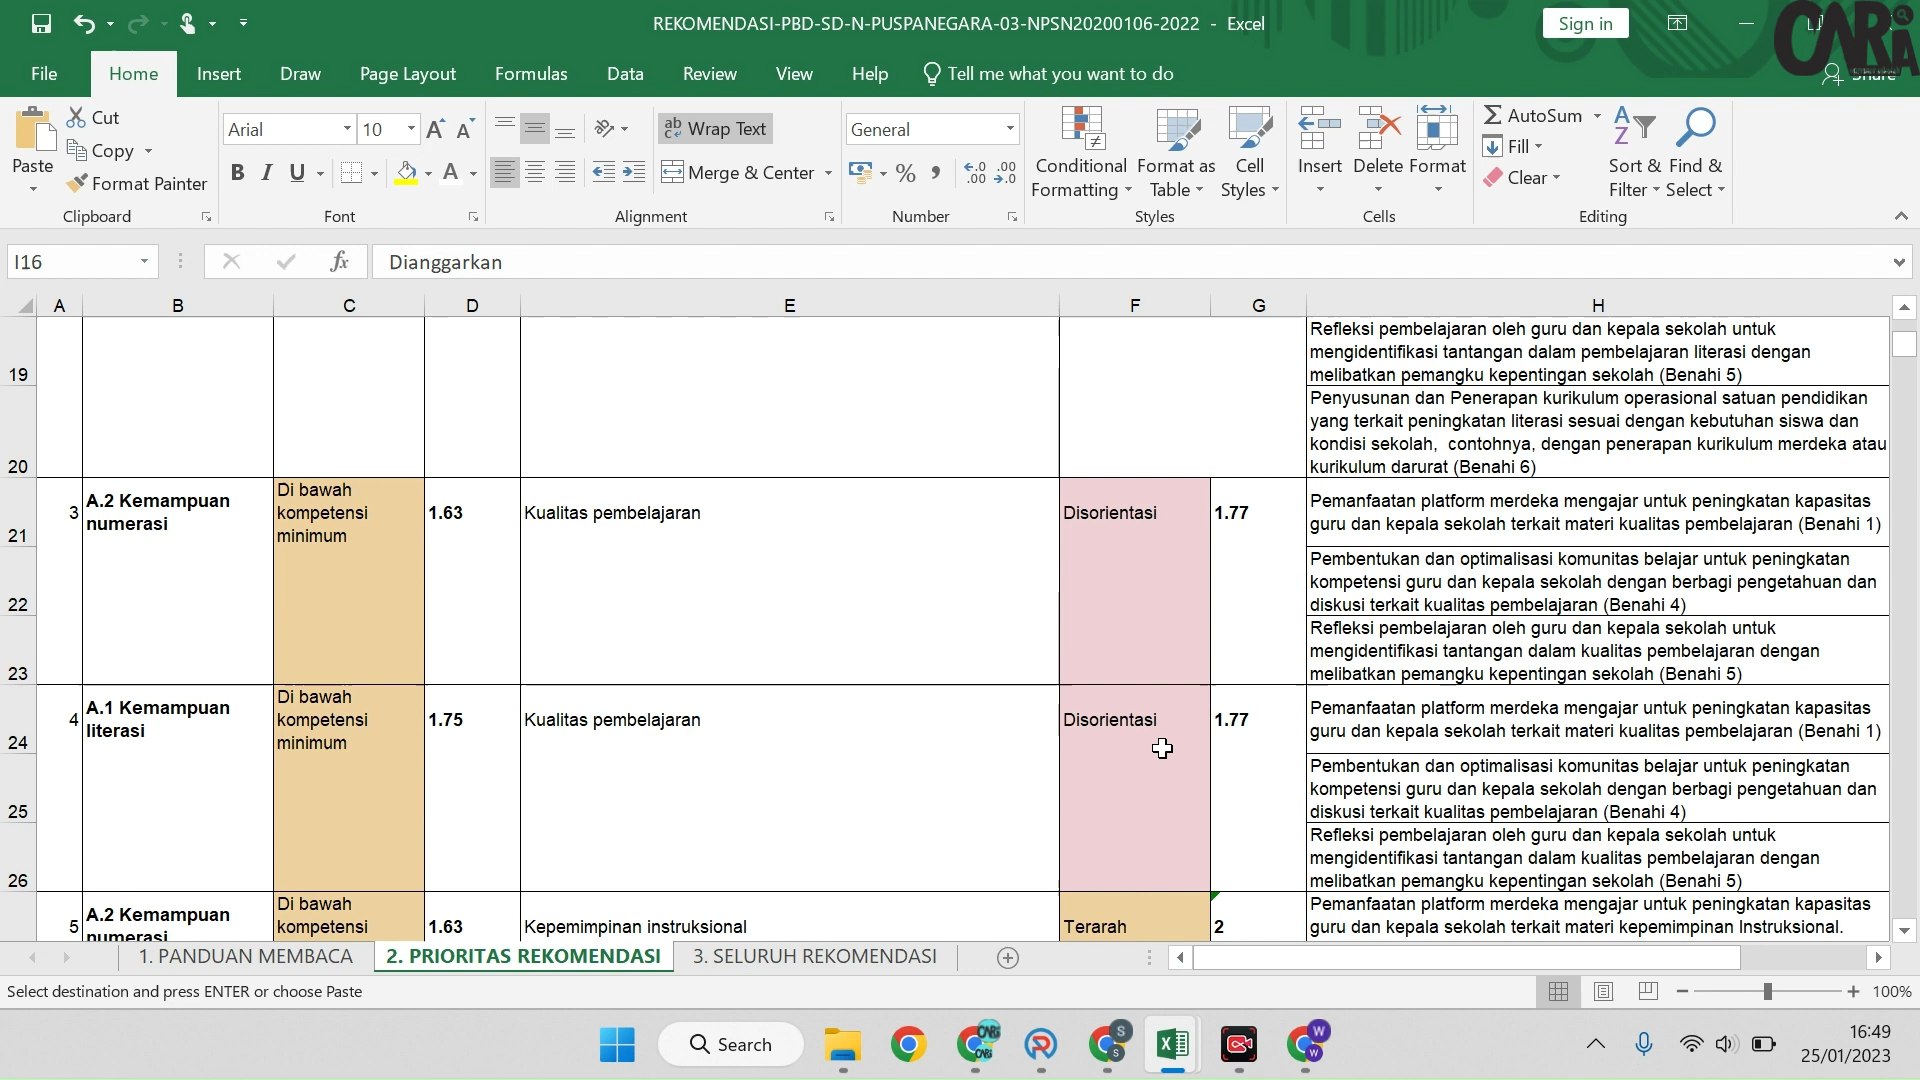 REKOMENDASI-PBD-SD-N-PUSPANEGARA-03-NPSN20200106-2022 - Excel
Sign in
File Home Insert Draw Page Layout Formulas Data Review View Help Tell me what you want to do
Cut
Copy
Format Painter
Paste
Clipboard
Arial 10
B I U
Font
Wrap Text
Merge & Center
Alignment
General
Number
Conditional Formatting
Format as Table
Cell Styles
Styles
Insert Delete Format
Cells
AutoSum
Fill
Clear
Sort & Filter
Find & Select
Editing
I16 fx Dianggarkan
A B C D E F G H
19
Refleksi pembelajaran oleh guru dan kepala sekolah untuk
mengidentifikasi tantangan dalam pembelajaran literasi dengan
melibatkan pemangku kepentingan sekolah (Benahi 5)
20
Penyusunan dan Penerapan kurikulum operasional satuan pendidikan
yang terkait peningkatan literasi sesuai dengan kebutuhan siswa dan
kondisi sekolah, contohnya, dengan penerapan kurikulum merdeka atau
kurikulum darurat (Benahi 6)
21
3
A.2 Kemampuan
numerasi
Di bawah
kompetensi
minimum
1.63
Kualitas pembelajaran
Disorientasi
1.77
Pemanfaatan platform merdeka mengajar untuk peningkatan kapasitas
guru dan kepala sekolah terkait materi kualitas pembelajaran (Benahi 1)
22
Pembentukan dan optimalisasi komunitas belajar untuk peningkatan
kompetensi guru dan kepala sekolah dengan berbagi pengetahuan dan
diskusi terkait kualitas pembelajaran (Benahi 4)
23
Refleksi pembelajaran oleh guru dan kepala sekolah untuk
mengidentifikasi tantangan dalam kualitas pembelajaran dengan
melibatkan pemangku kepentingan sekolah (Benahi 5)
24
4
A.1 Kemampuan
literasi
Di bawah
kompetensi
minimum
1.75
Kualitas pembelajaran
Disorientasi
1.77
Pemanfaatan platform merdeka mengajar untuk peningkatan kapasitas
guru dan kepala sekolah terkait materi kualitas pembelajaran (Benahi 1)
25
Pembentukan dan optimalisasi komunitas belajar untuk peningkatan
kompetensi guru dan kepala sekolah dengan berbagi pengetahuan dan
diskusi terkait kualitas pembelajaran (Benahi 4)
26
Refleksi pembelajaran oleh guru dan kepala sekolah untuk
mengidentifikasi tantangan dalam kualitas pembelajaran dengan
melibatkan pemangku kepentingan sekolah (Benahi 5)
5
A.2 Kemampuan
numerasi
Di bawah
kompetensi
1.63
Kepemimpinan instruksional
Terarah
2
Pemanfaatan platform merdeka mengajar untuk peningkatan kapasitas
guru dan kepala sekolah terkait materi kepemimpinan Instruksional.
1. PANDUAN MEMBACA 2. PRIORITAS REKOMENDASI 3. SELURUH REKOMENDASI
Select destination and press ENTER or choose Paste
100%
Search
16:49
25/01/2023